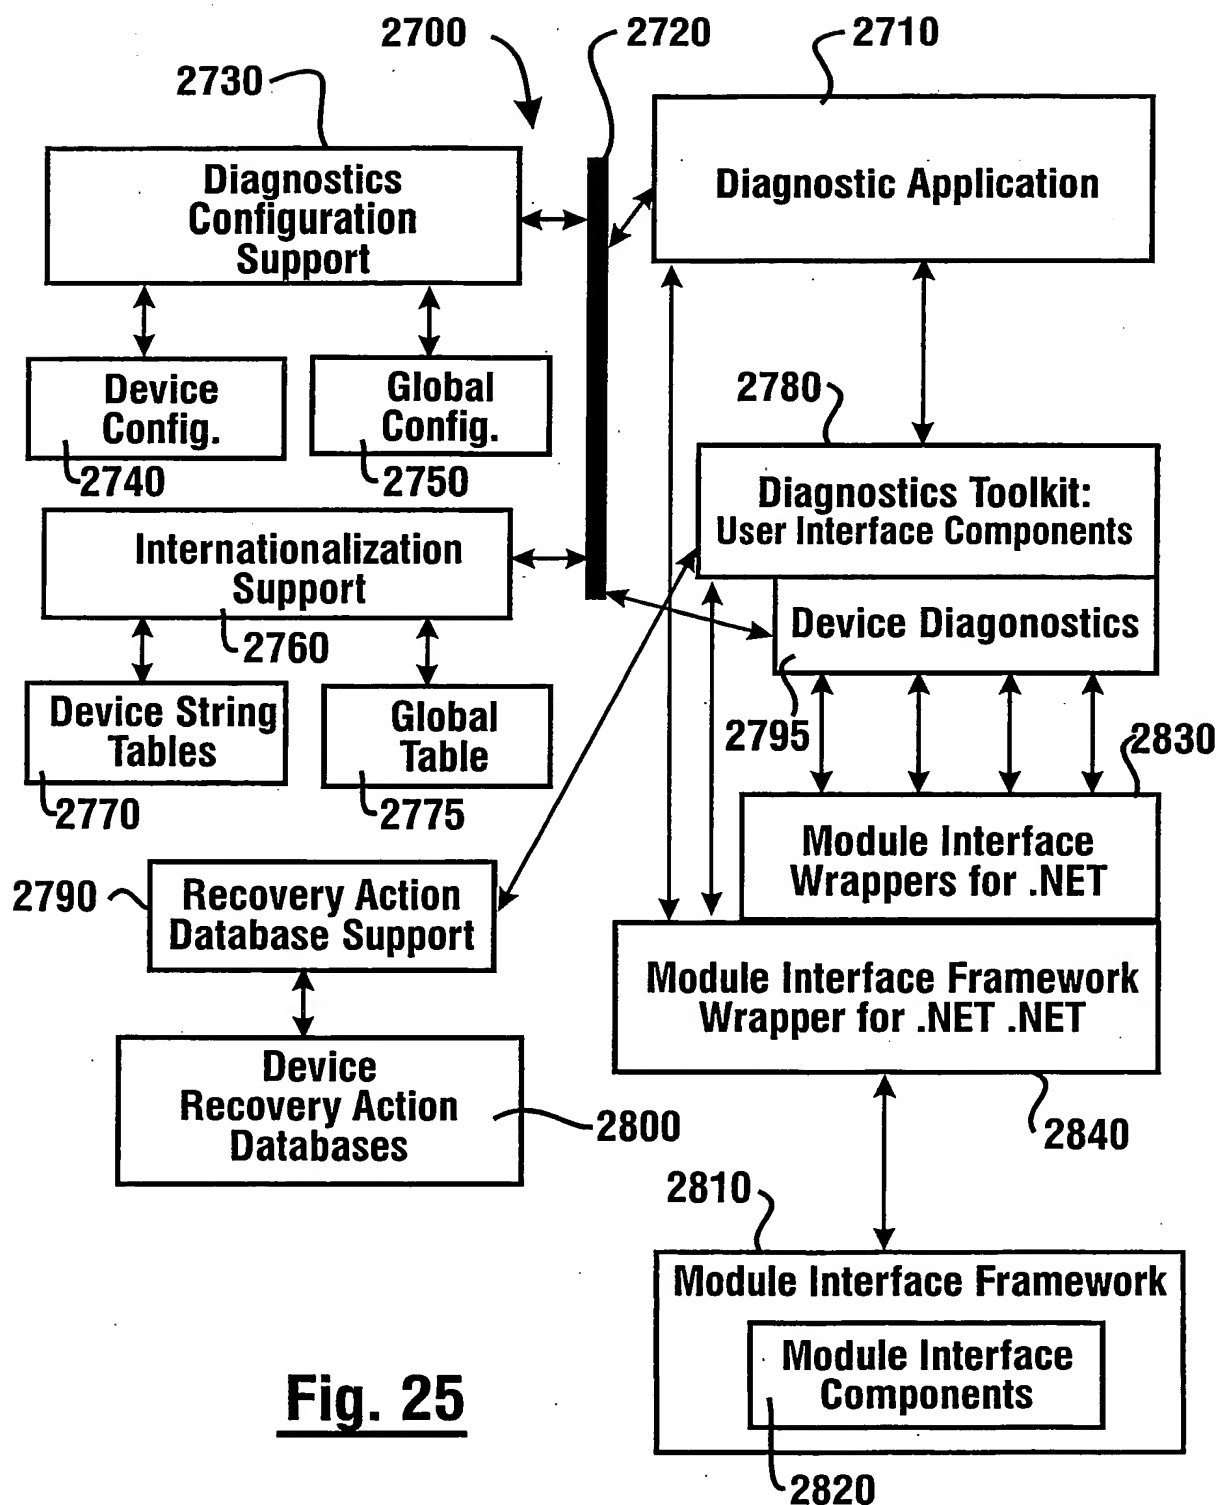 2700
2720
2710
2730
Diagnostics
Configuration
Support
Diagnostic Application
Device
Config.
2740
Global
Config.
2750
2780
Diagnostics Toolkit:
User Interface Components
Internationalization
Support
2760
Device Diagonostics
2795
Device String
Tables
2770
Global
Table
2775
2830
Module Interface
Wrappers for .NET
2790
Recovery Action
Database Support
Module Interface Framework
Wrapper for .NET .NET
2840
Device
Recovery Action
Databases
2800
2810
Module Interface Framework
Module Interface
Components
2820
Fig. 25